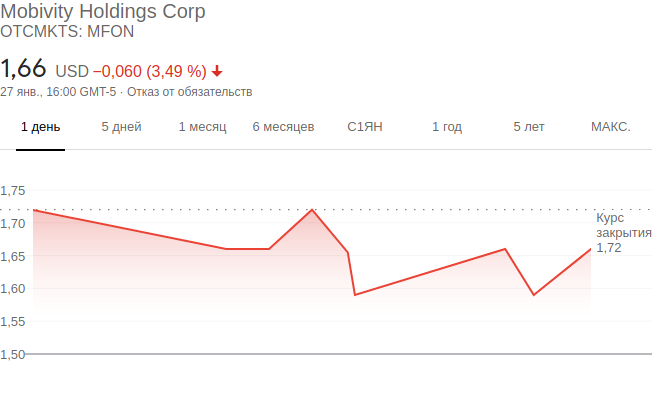 Mobivity Holdings Corp
OTCMKTS: MFON
1,66 USD −0,060 (3,49 %)
27 янв., 16:00 GMT-5 · Отказ от обязательств
1 день 5 дней 1 месяц 6 месяцев С1ЯН 1 год 5 лет МАКС.
1,75
1,70
1,65
1,60
1,55
1,50
Курс
закрытия
1,72